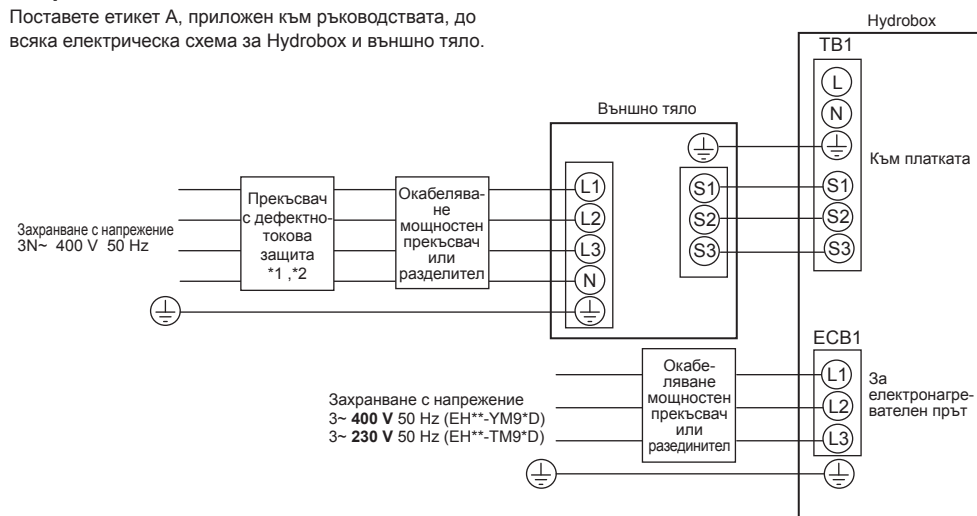 Поставете етикет А, приложен към ръководствата, до
всяка електрическа схема за Hydrobox и външно тяло.
Hydrobox
TB1
L
N
Към платката
S1
S2
S3
Външно тяло
L1
L2
L3
N
S1
S2
S3
Прекъсвач
с дефектно-
токова
защита
*1 ,*2
Окабелява-
не
мощностен
прекъсвач
или
разделител
Захранване с напрежение
3N~ 400 V 50 Hz
ECB1
L1
L2
L3
За
електронагре-
вателен прът
Окабе-
ляване
мощностен
прекъсвач
или
разединител
Захранване с напрежение
3~ 400 V 50 Hz (EH**-YM9*D)
3~ 230 V 50 Hz (EH**-TM9*D)